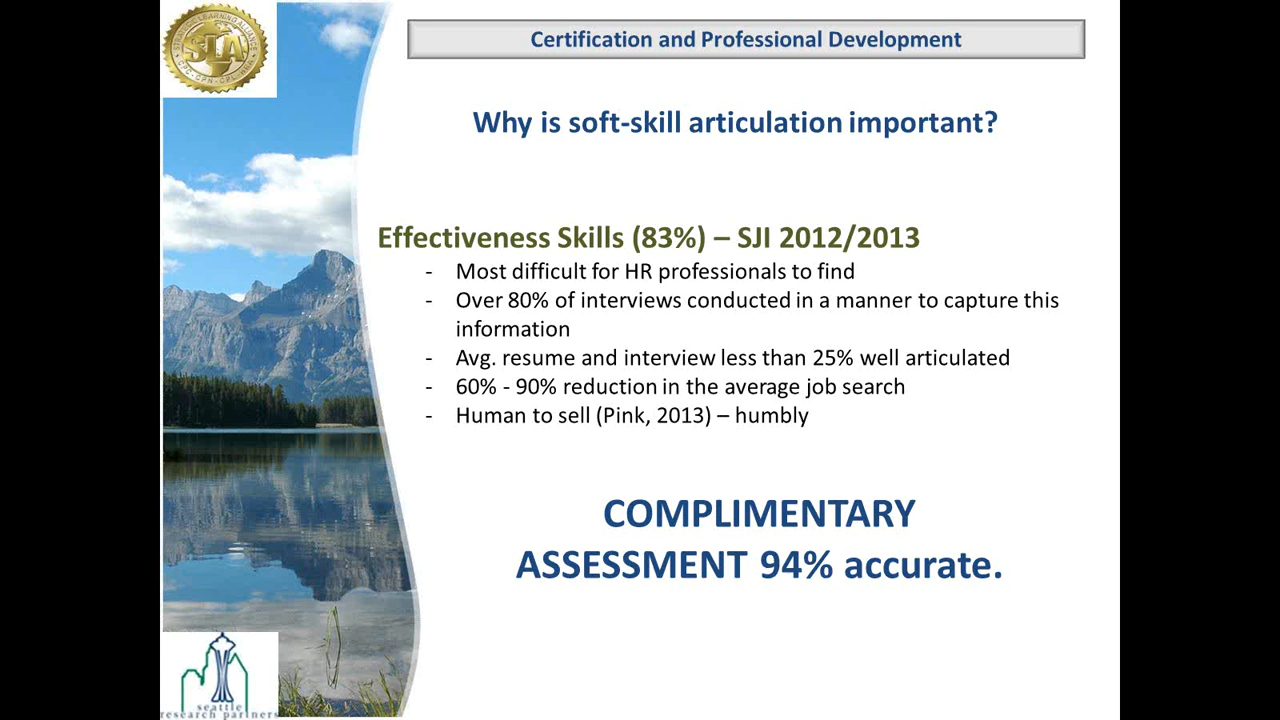 SLA
Certification and Professional Development
Why is soft-skill articulation important?
Effectiveness Skills (83%) – SJI 2012/2013
- Most difficult for HR professionals to find
- Over 80% of interviews conducted in a manner to capture this
information
- Avg. resume and interview less than 25% well articulated
- 60% - 90% reduction in the average job search
- Human to sell (Pink, 2013) – humbly
COMPLIMENTARY
ASSESSMENT 94% accurate.
seattle
research partners